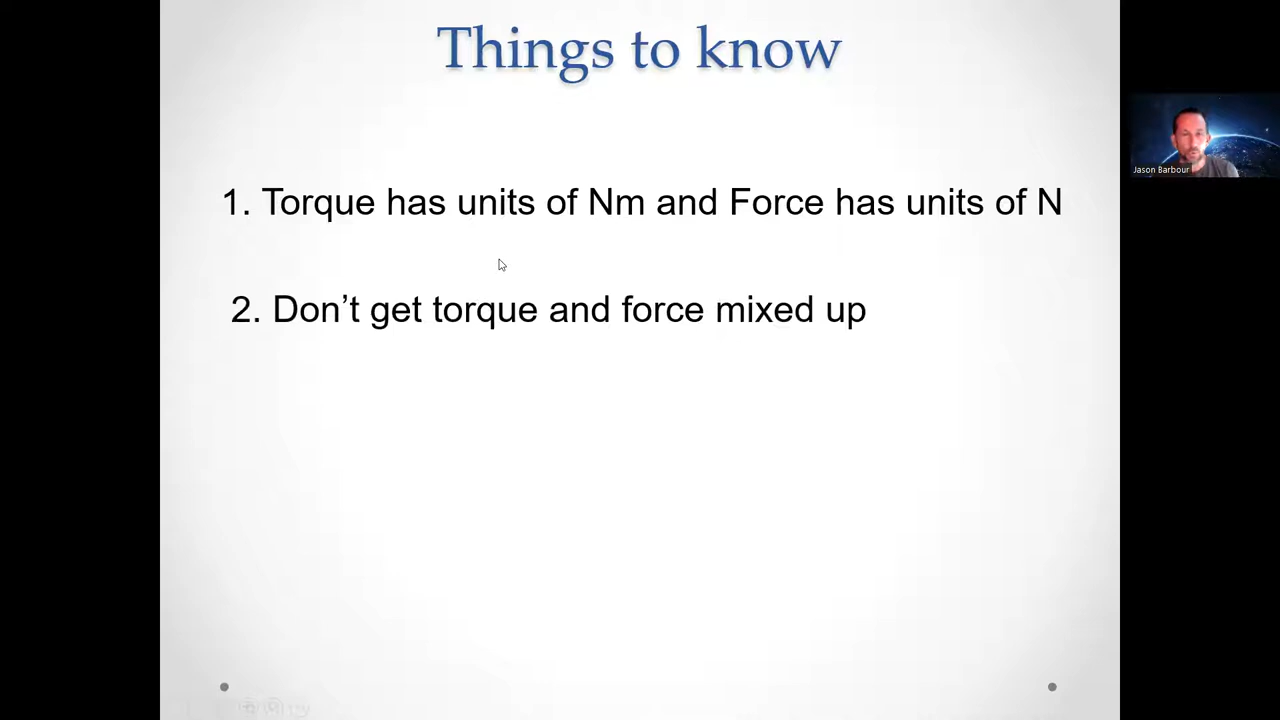 Things to know
1. Torque has units of Nm and Force has units of N
2. Don’t get torque and force mixed up
Jason Barbour